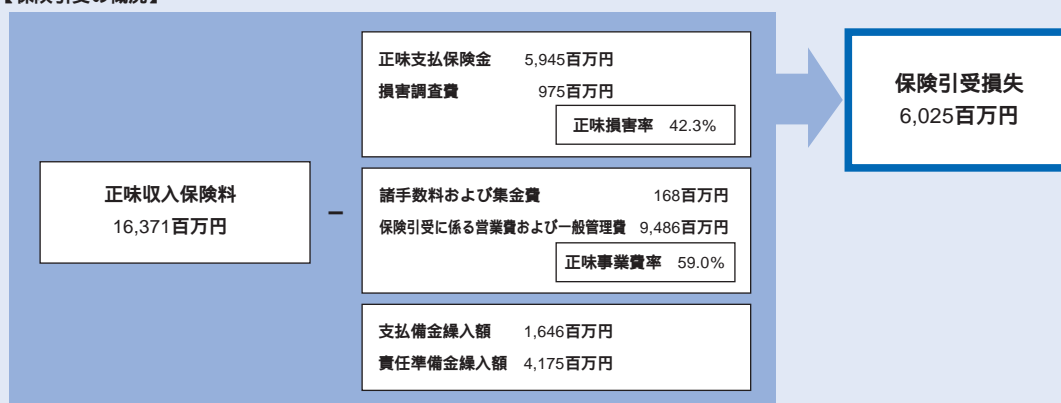 正味支払保険金 5,945百万円
損害調査費 975百万円
正味損害率 42.3%
保険引受損失
6,025百万円
正味収入保険料
16,371百万円
−
諸手数料および集金費 168百万円
保険引受に係る営業費および一般管理費 9,486百万円
正味事業費率 59.0%
支払備金繰入額 1,646百万円
責任準備金繰入額 4,175百万円